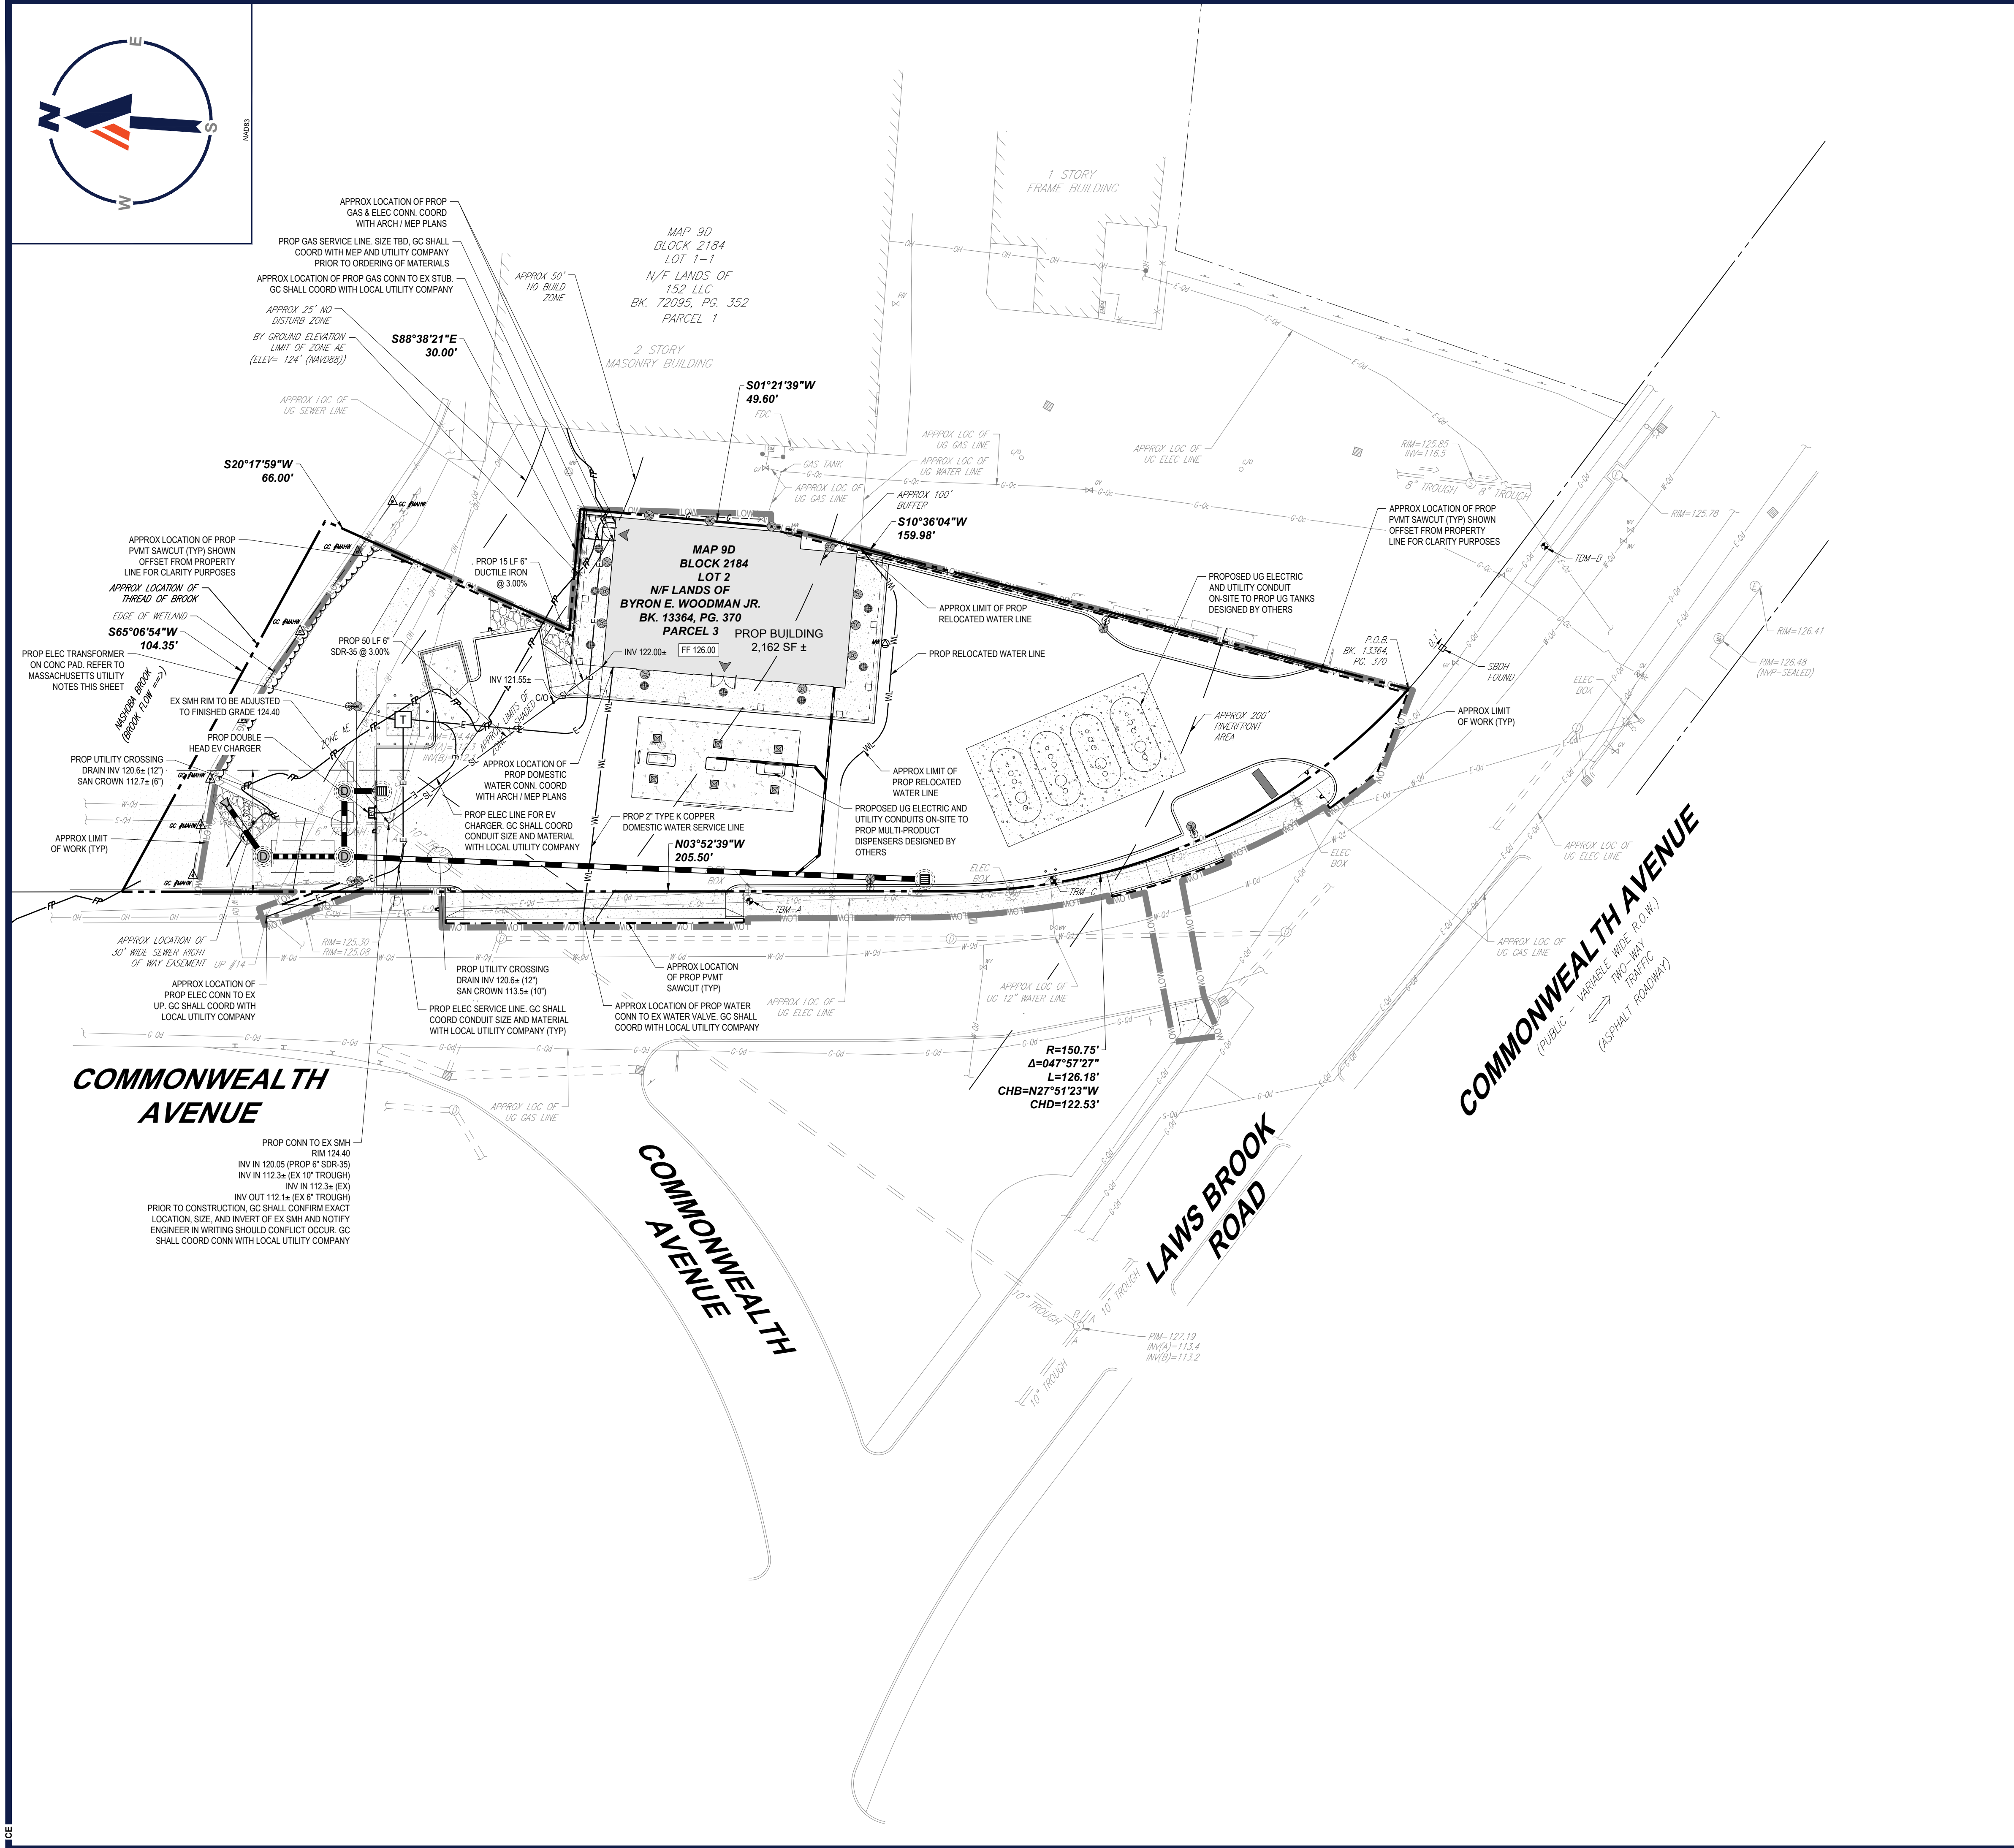 N
E
S
W
NAD83
APPROX LOCATION OF PROP
GAS & ELEC CONN. COORD
WITH ARCH / MEP PLANS
PROP GAS SERVICE LINE. SIZE TBD, GC SHALL
COORD WITH MEP AND UTILITY COMPANY
PRIOR TO ORDERING OF MATERIALS
APPROX LOCATION OF PROP GAS CONN TO EX STUB.
GC SHALL COORD WITH LOCAL UTILITY COMPANY
APPROX 25' NO
DISTURB ZONE
BY GROUND ELEVATION
LIMIT OF ZONE AE
(ELEV= 124' (NAVD88))
S88°38'21"E
30.00'
APPROX LOC OF
UG SEWER LINE
APPROX 50'
NO BUILD
ZONE
MAP 9D
BLOCK 2184
LOT 1-1
N/F LANDS OF
152 LLC
BK. 72095, PG. 352
PARCEL 1
2 STORY
MASONRY BUILDING
1 STORY
FRAME BUILDING
S01°21'39"W
49.60'
FDC
GAS TANK
APPROX LOC OF
UG GAS LINE
APPROX LOC OF
UG GAS LINE
APPROX LOC OF
UG WATER LINE
APPROX 100'
BUFFER
S10°36'04"W
159.98'
APPROX LOC OF
UG ELEC LINE
RIM=125.85
INV=116.5
8" TROUGH
8" TROUGH
RIM=125.78
APPROX LOCATION OF PROP
PVMT SAWCUT (TYP) SHOWN
OFFSET FROM PROPERTY
LINE FOR CLARITY PURPOSES
TBM-B
S20°17'59"W
66.00'
APPROX LOCATION OF PROP
PVMT SAWCUT (TYP) SHOWN
OFFSET FROM PROPERTY
LINE FOR CLARITY PURPOSES
APPROX LOCATION OF
THREAD OF BROOK
EDGE OF WETLAND
S65°06'54"W
104.35'
PROP ELEC TRANSFORMER
ON CONC PAD. REFER TO
MASSACHUSETTS UTILITY
NOTES THIS SHEET
NASHOBA BROOK
(BROOK FLOW ==>)
EX SMH RIM TO BE ADJUSTED
TO FINISHED GRADE 124.40
PROP DOUBLE
HEAD EV CHARGER
PROP UTILITY CROSSING
DRAIN INV 120.6± (12")
SAN CROWN 112.7± (6")
APPROX LIMIT
OF WORK (TYP)
PROP 15 LF 6"
DUCTILE IRON
@ 3.00%
PROP 50 LF 6"
SDR-35 @ 3.00%
INV 121.55±
C/O
ZONE AE
MAP 9D
BLOCK 2184
LOT 2
N/F LANDS OF
BYRON E. WOODMAN JR.
BK. 13364, PG. 370
PARCEL 3
PROP BUILDING
2,162 SF ±
INV 122.00±
FF 126.00
APPROX LIMIT OF PROP
RELOCATED WATER LINE
PROP RELOCATED WATER LINE
PROPOSED UG ELECTRIC
AND UTILITY CONDUIT
ON-SITE TO PROP UG TANKS
DESIGNED BY OTHERS
P.O.B.
BK. 13364,
PG. 370
SBDH
FOUND
RIM=126.41
RIM=126.48
(NVP-SEALED)
ELEC
BOX
APPROX LIMIT
OF WORK (TYP)
APPROX 200'
RIVERFRONT
AREA
APPROX LIMIT OF
PROP RELOCATED
WATER LINE
PROPOSED UG ELECTRIC AND
UTILITY CONDUITS ON-SITE TO
PROP MULTI-PRODUCT
DISPENSERS DESIGNED BY
OTHERS
APPROX LOCATION OF
PROP DOMESTIC
WATER CONN. COORD
WITH ARCH / MEP PLANS
PROP ELEC LINE FOR EV
CHARGER. GC SHALL COORD
CONDUIT SIZE AND MATERIAL
WITH LOCAL UTILITY COMPANY
PROP 2" TYPE K COPPER
DOMESTIC WATER SERVICE LINE
N03°52'39"W
205.50'
BOX
TBM-A
ELEC
BOX
TBM-C
ELEC
BOX
APPROX LOC OF
UG ELEC LINE
APPROX LOC OF
UG GAS LINE
APPROX LOCATION OF
30' WIDE SEWER RIGHT
OF WAY EASEMENT
UP #14
RIM=125.30
RIM=125.08
APPROX LOCATION OF
PROP ELEC CONN TO EX
UP. GC SHALL COORD WITH
LOCAL UTILITY COMPANY
PROP UTILITY CROSSING
DRAIN INV 120.6± (12")
SAN CROWN 113.5± (10")
PROP ELEC SERVICE LINE. GC SHALL
COORD CONDUIT SIZE AND MATERIAL
WITH LOCAL UTILITY COMPANY (TYP)
APPROX LOCATION
OF PROP PVMT
SAWCUT (TYP)
APPROX LOCATION OF PROP WATER
CONN TO EX WATER VALVE. GC SHALL
COORD WITH LOCAL UTILITY COMPANY
APPROX LOC OF
UG ELEC LINE
APPROX LOC OF
UG 12" WATER LINE
R=150.75'
Δ=047°57'27"
L=126.18'
CHB=N27°51'23"W
CHD=122.53'
COMMONWEALTH
AVENUE
APPROX LOC OF
UG GAS LINE
PROP CONN TO EX SMH
RIM 124.40
INV IN 120.05 (PROP 6" SDR-35)
INV IN 112.3± (EX 10" TROUGH)
INV IN 112.3± (EX)
INV OUT 112.1± (EX 6" TROUGH)
PRIOR TO CONSTRUCTION, GC SHALL CONFIRM EXACT
LOCATION, SIZE, AND INVERT OF EX SMH AND NOTIFY
ENGINEER IN WRITING SHOULD CONFLICT OCCUR. GC
SHALL COORD CONN WITH LOCAL UTILITY COMPANY
COMMONWEALTH
AVENUE
LAWS BROOK
ROAD
COMMONWEALTH AVENUE
(PUBLIC - VARIABLE WIDE R.O.W.)
TWO-WAY
TRAFFIC
(ASPHALT ROADWAY)
10" TROUGH
10" TROUGH
10" TROUGH
RIM=127.19
INV(A)=113.4
INV(B)=113.2
CE